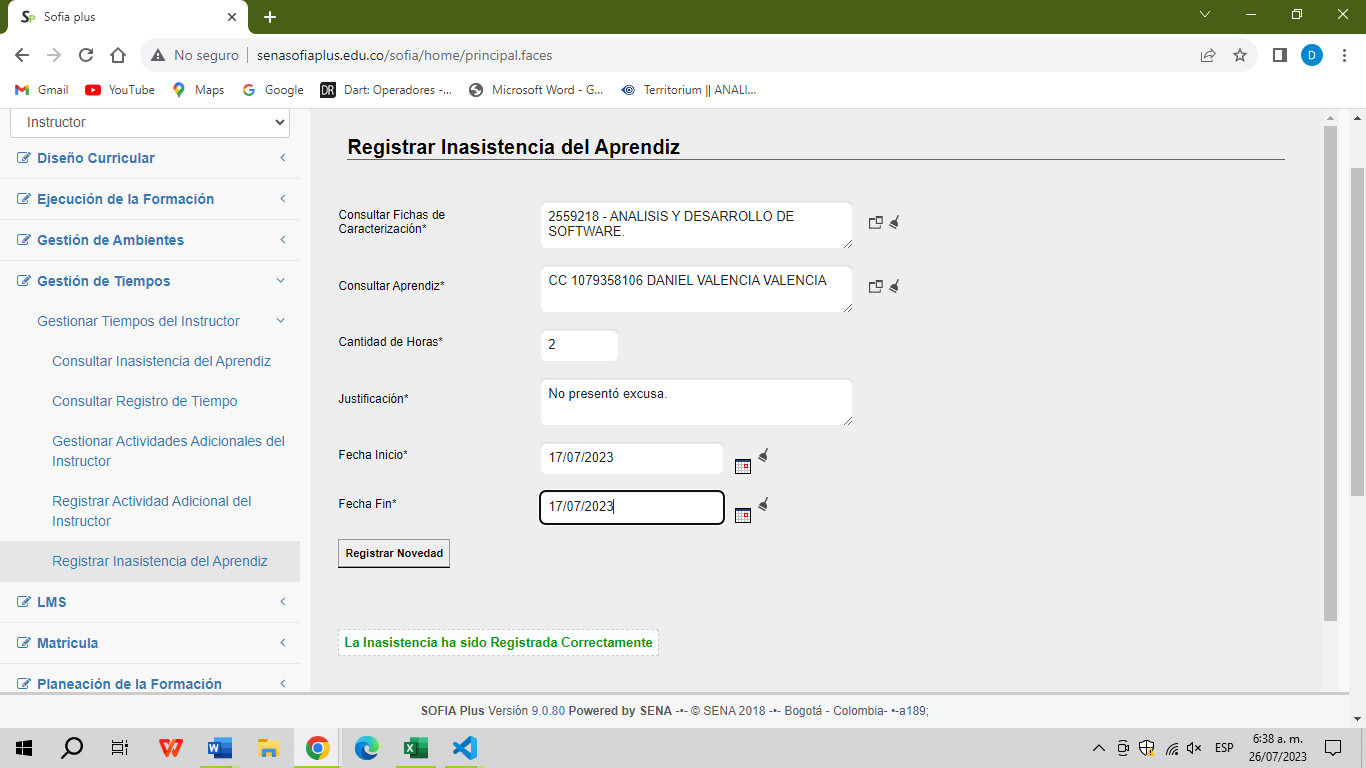 Sofia plus
No seguro
senasofiaplus.edu.co/sofia/home/principal.faces
D
Gmail
YouTube
Maps
Google
DR
Dart: Operadores -...
Microsoft Word - G...
Territorium || ANALI...
Instructor
Diseño Curricular
Ejecución de la Formación
Gestión de Ambientes
Gestión de Tiempos
Gestionar Tiempos del Instructor
Consultar Inasistencia del Aprendiz
Consultar Registro de Tiempo
Gestionar Actividades Adicionales del
Instructor
Registrar Actividad Adicional del
Instructor
Registrar Inasistencia del Aprendiz
LMS
Matrícula
Planeación de la Formación
Registrar Inasistencia del Aprendiz
Consultar Fichas de
Caracterización*
2559218 - ANALISIS Y DESARROLLO DE
SOFTWARE.
Consultar Aprendiz*
CC 1079358106 DANIEL VALENCIA VALENCIA
Cantidad de Horas*
2
Justificación*
No presentó excusa.
Fecha Inicio*
17/07/2023
Fecha Fin*
17/07/2023
Registrar Novedad
La Inasistencia ha sido Registrada Correctamente
SOFIA Plus Versión 9.0.80 Powered by SENA -•- © SENA 2018 -•- Bogotá - Colombia- •-a189;
ESP
6:38 a. m.
26/07/2023